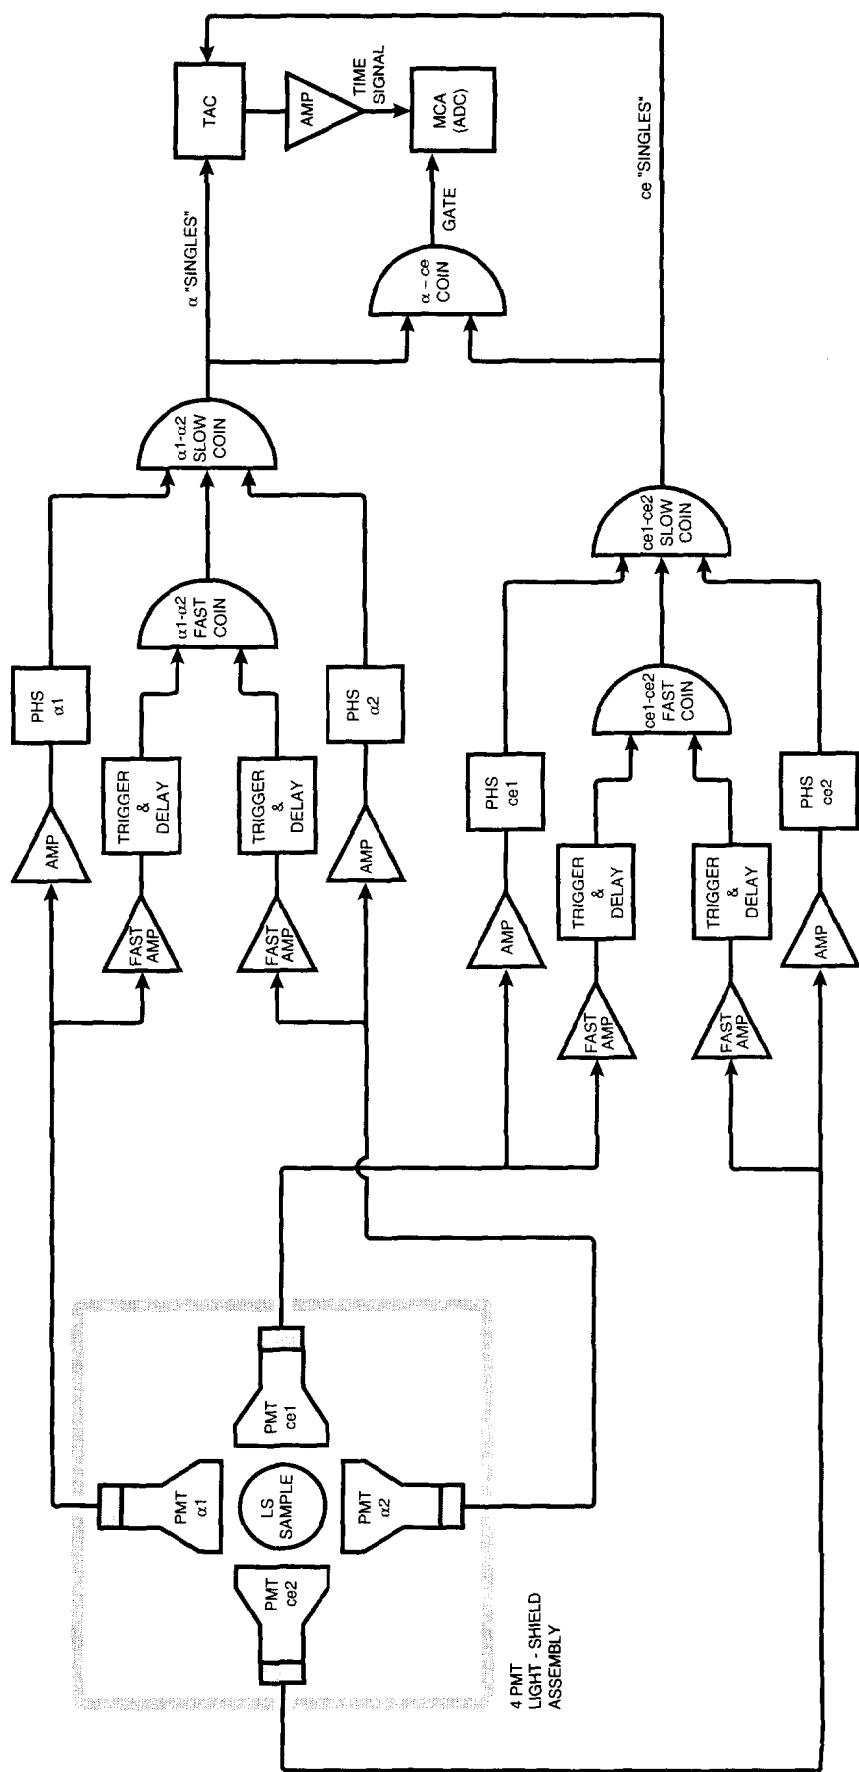 TAC
AMP
TIME
SIGNAL
MCA
(ADC)
GATE
α "SINGLES"
ce "SINGLES"
α - ce
COIN
α1-α2
SLOW
COIN
α1-α2
FAST
COIN
ce1-ce2
SLOW
COIN
ce1-ce2
FAST
COIN
PHS
α1
PHS
α2
PHS
ce1
PHS
ce2
AMP
TRIGGER
&
DELAY
TRIGGER
&
DELAY
AMP
AMP
TRIGGER
&
DELAY
TRIGGER
&
DELAY
AMP
FAST
AMP
FAST
AMP
FAST
AMP
FAST
AMP
PMT
ce1
PMT
α1
LS
SAMPLE
PMT
α2
PMT
ce2
4 PMT
LIGHT - SHIELD
ASSEMBLY